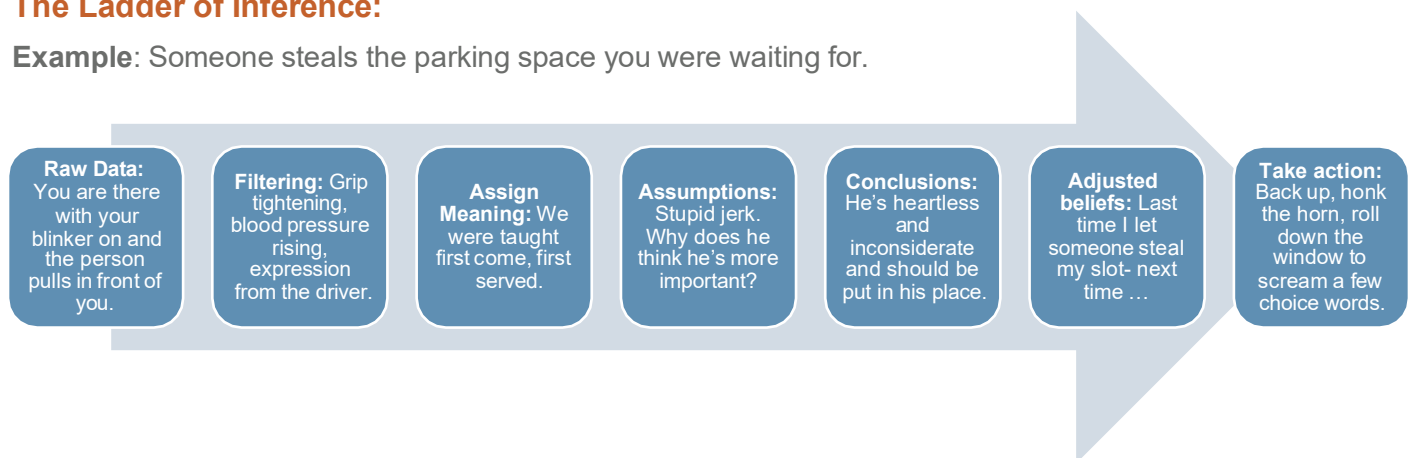 The Ladder of Inference:
Example: Someone steals the parking space you were waiting for.
Raw Data:
You are there
with your
blinker on and
the person
pulls in front of
you.
Filtering: Grip
tightening,
blood pressure
rising,
expression
from the driver.
Assign
Meaning: We
were taught
first come, first
served.
Assumptions:
Stupid jerk.
Why does he
think he's more
important?
Conclusions:
He's heartless
and
inconsiderate
and should be
put in his place.
Adjusted
beliefs: Last
time I let
someone steal
my slot- next
time …
Take action:
Back up, honk
the horn, roll
down the
window to
scream a few
choice words.